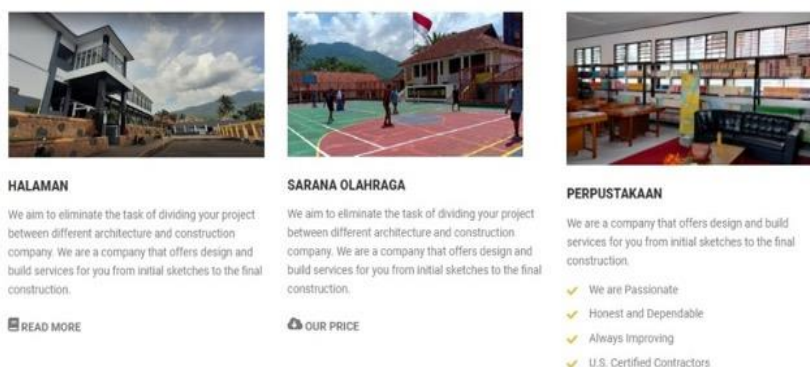 HALAMAN
We aim to eliminate the task of dividing your project
between different architecture and construction
company. We are a company that offers design and
build services for you from initial sketches to the final
construction.
READ MORE
SARANA OLAHRAGA
We aim to eliminate the task of dividing your project
between different architecture and construction
company. We are a company that offers design and
build services for you from initial sketches to the final
construction.
OUR PRICE
PERPUSTAKAAN
We are a company that offers design and build
services for you from initial sketches to the final
construction.
We are Passionate
Honest and Dependable
Always Improving
U.S. Certified Contractors